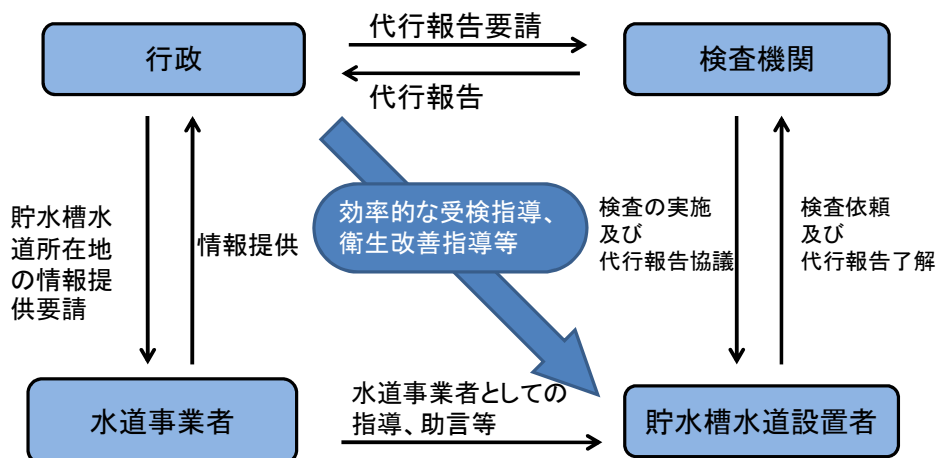 代行報告要請
行政
検査機関
代行報告
貯水槽水
道所在地
の情報提
供要請
情報提供
効率的な受検指導、
衛生改善指導等
検査の実施
及び
代行報告協議
検査依頼
及び
代行報告了解
水道事業者
水道事業者としての
指導、助言等
貯水槽水道設置者